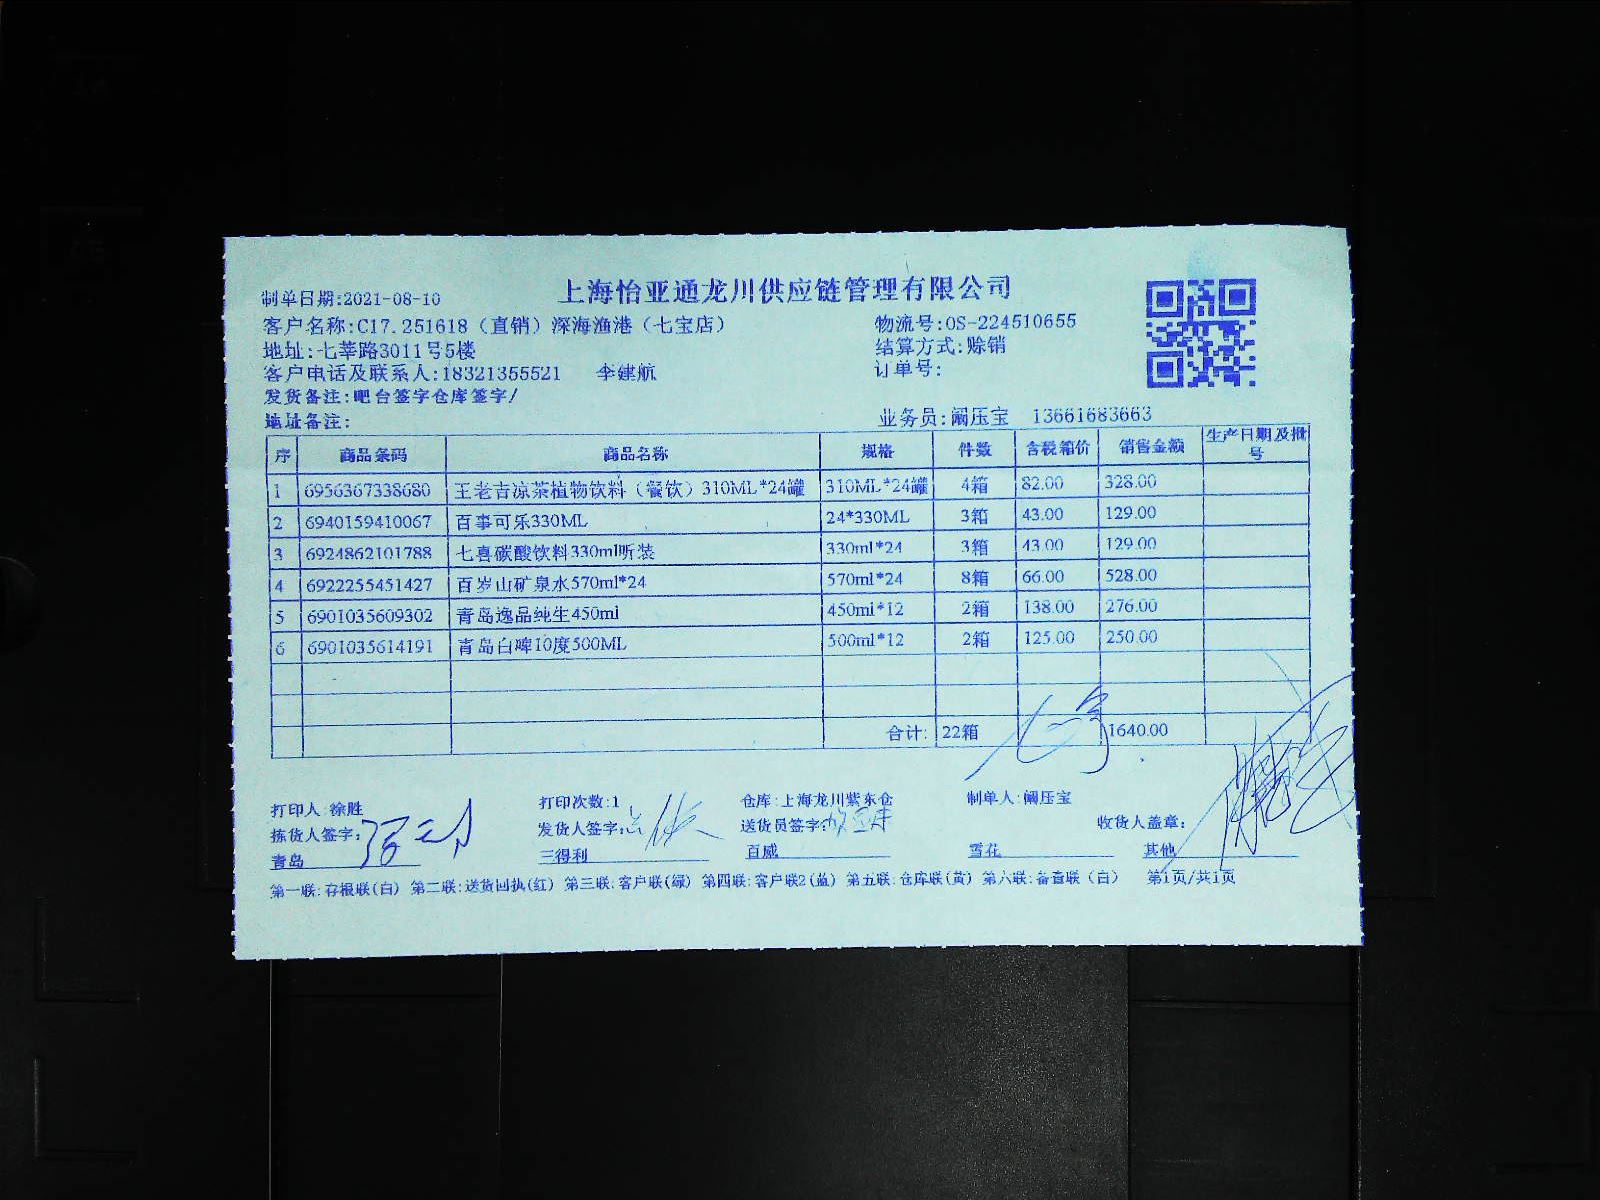 上海怡亚通龙川供应链管理有限公司
制单日期:2021-08-10
客户名称:C17.251618（直销）深海渔港（七宝店） 物流号:OS-224510655
地址:七莘路3011号5楼 结算方式:赊销
客户电话及联系人:18321355521 李建航 订单号:
发货备注:吧台签字仓库签字/
地址备注: 业务员:阚压宝 13661683663
序 商品条码 商品名称 规格 件数 含税箱价 销售金额 生产日期及批号
1 6956367338680 王老吉凉茶植物饮料（餐饮）310ML*24罐 310ML*24罐 4箱 82.00 328.00
2 6940159410067 百事可乐330ML 24*330ML 3箱 43.00 129.00
3 6924862101788 七喜碳酸饮料330ml听装 330ml*24 3箱 43.00 129.00
4 6922255451427 百岁山矿泉水570ml*24 570ml*24 8箱 66.00 528.00
5 6901035609302 青岛逸品纯生450ml 450ml*12 2箱 138.00 276.00
6 6901035614191 青岛白啤10度500ML 500ml*12 2箱 125.00 250.00
合计: 22箱 1640.00
打印人:徐胜 打印次数:1 仓库:上海龙川紫东仓 制单人:阚压宝
拣货人签字: 发货人签字: 送货员签字: 收货人盖章:
青岛 三得利 百威 雪花 其他
第一联:存根联(白) 第二联:送货回执(红) 第三联:客户联(绿) 第四联:客户联2(蓝) 第五联:仓库联(黄) 第六联:备查联（白） 第1页/共1页